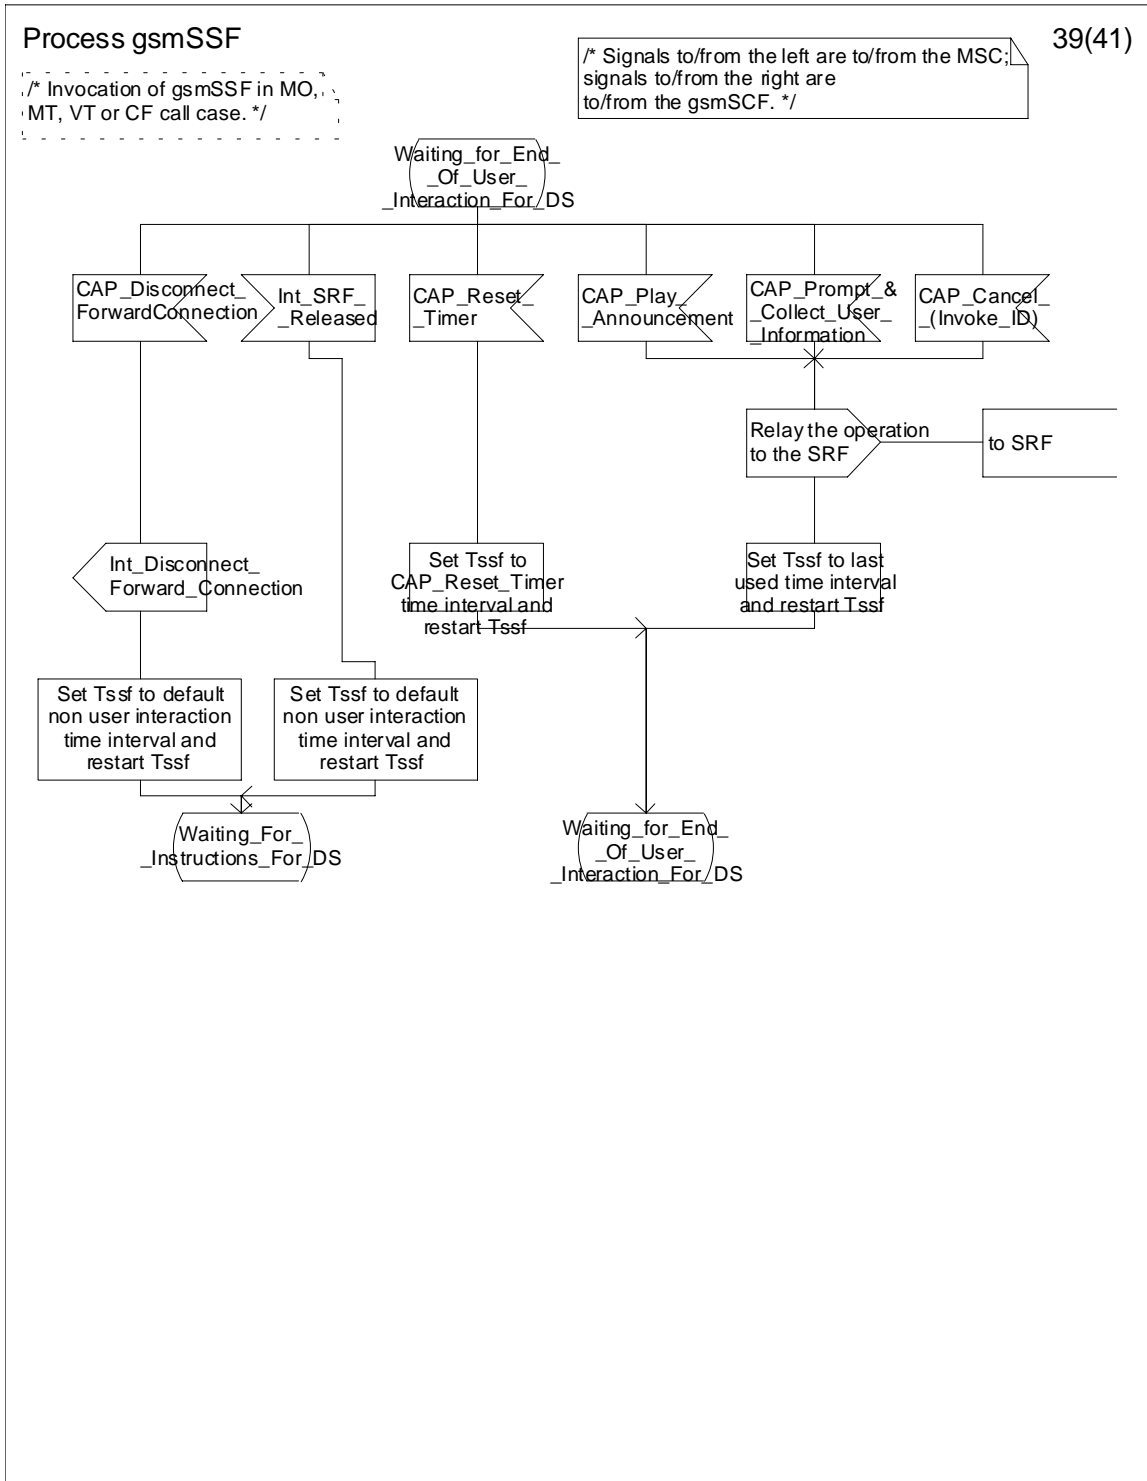 Process gsmSSF
39(41)
/* Invocation of gsmSSF in MO,
MT, VT or CF call case. */
/* Signals to/from the left are to/from the MSC;
signals to/from the right are
to/from the gsmSCF. */
Waiting_for_End_
_Of_User_
_Interaction_For_DS
CAP_Disconnect_
ForwardConnection
Int_SRF_
_Released
CAP_Reset_
_Timer
CAP_Play_
_Announcement
CAP_Prompt_&
_Collect_User_
_Information
CAP_Cancel_
_(Invoke_ID)
Relay the operation
to the SRF
to SRF
Int_Disconnect_
Forward_Connection
Set Tssf to
CAP_Reset_Timer
time interval and
restart Tssf
Set Tssf to last
used time interval
and restart Tssf
Set Tssf to default
non user interaction
time interval and
restart Tssf
Set Tssf to default
non user interaction
time interval and
restart Tssf
Waiting_For_
_Instructions_For_DS
Waiting_for_End_
_Of_User_
_Interaction_For_DS